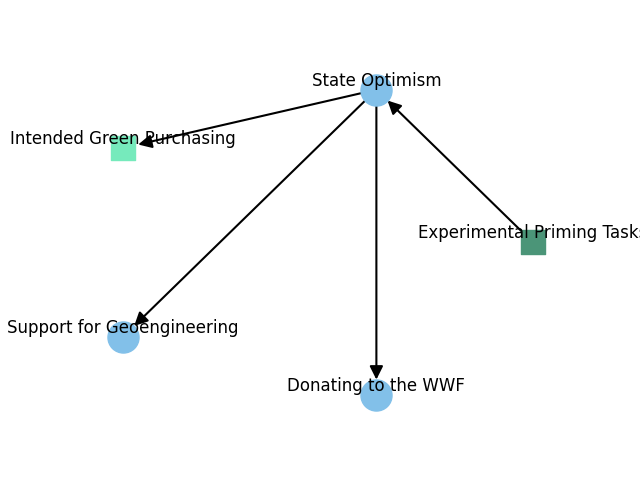 State Optimism
Intended Green Purchasing
Experimental Priming Tasks
Support for Geoengineering
Donating to the WWF